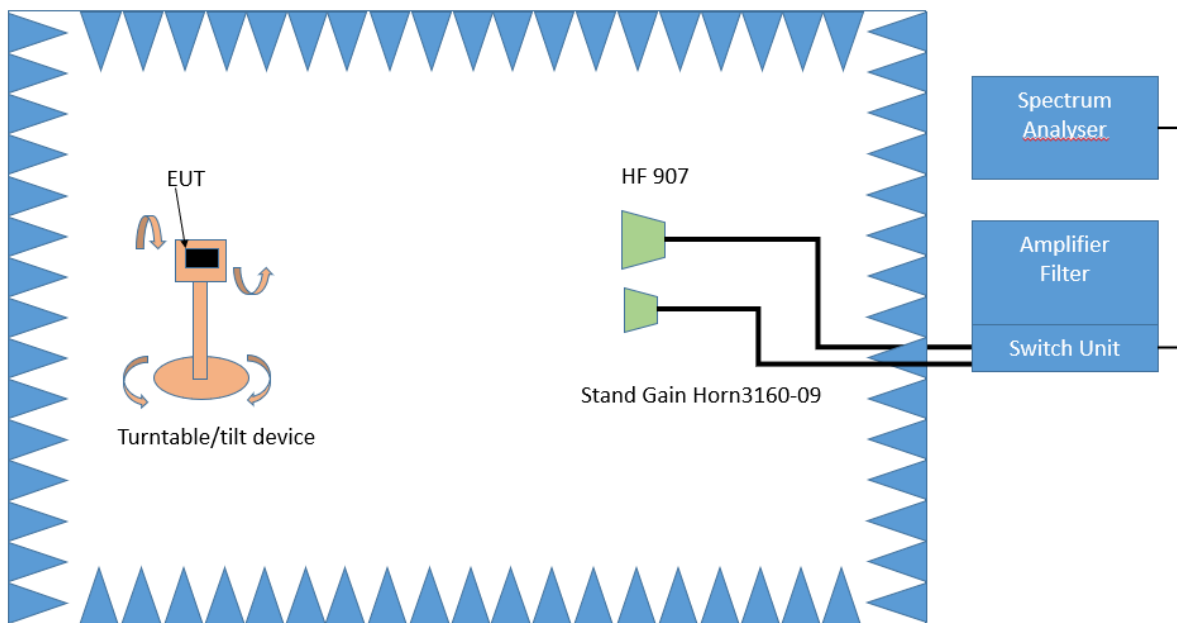 Spectrum
Analyser
EUT
HF 907
Amplifier
Filter
Switch Unit
Stand Gain Horn3160-09
Turntable/tilt device